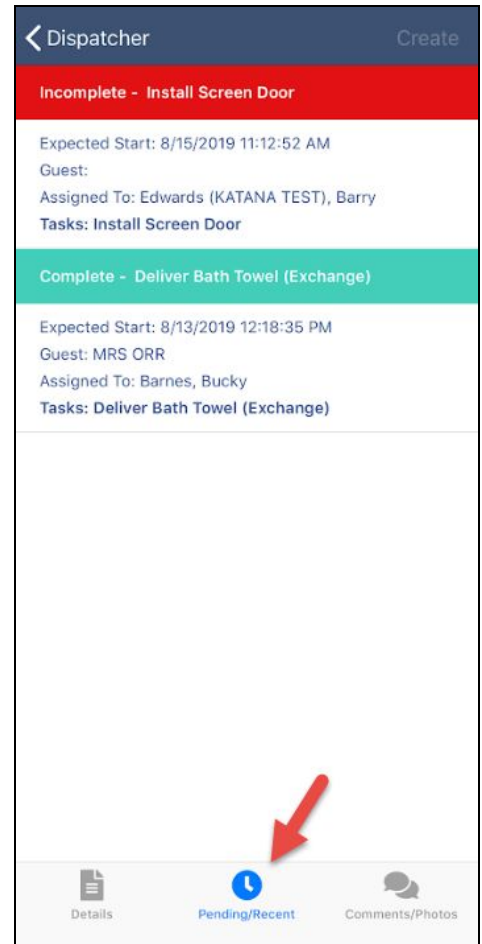 Dispatcher
Create
Incomplete - Install Screen Door
Expected Start: 8/15/2019 11:12:52 AM
Guest:
Assigned To: Edwards (KATANA TEST), Barry
Tasks: Install Screen Door
Complete - Deliver Bath Towel (Exchange)
Expected Start: 8/13/2019 12:18:35 PM
Guest: MRS ORR
Assigned To: Barnes, Bucky
Tasks: Deliver Bath Towel (Exchange)
Details
Pending/Recent
Comments/Photos